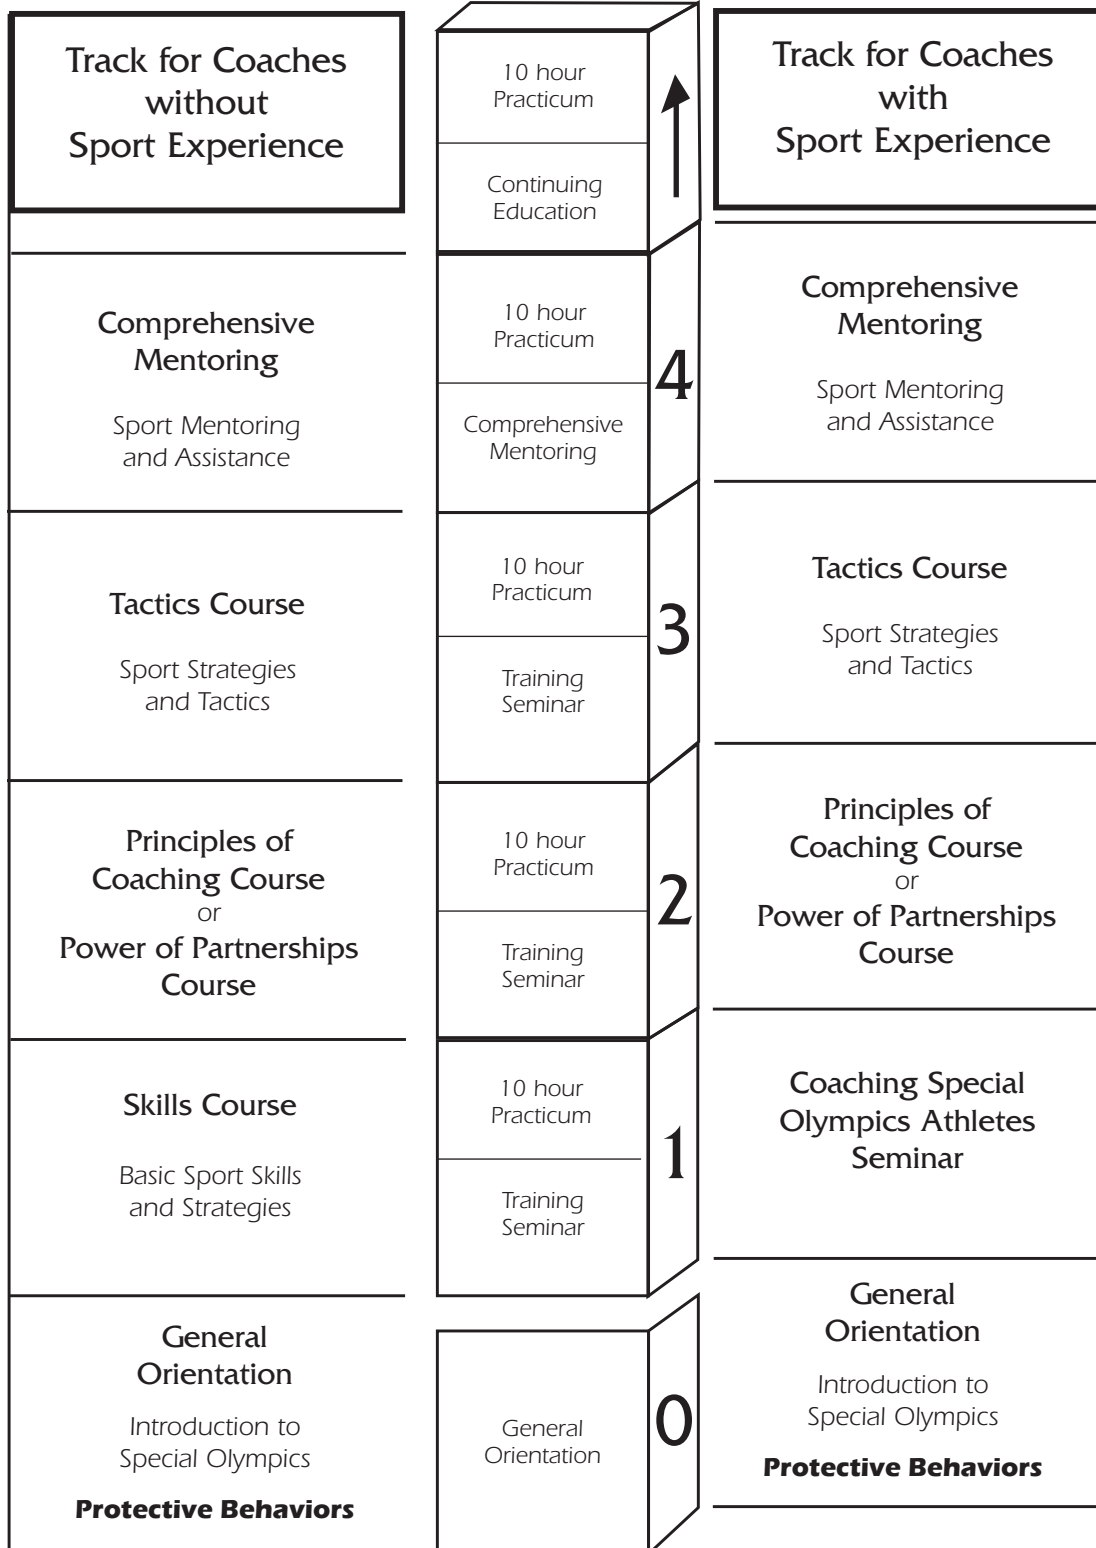 Track for Coaches
without
Sport Experience
Comprehensive
Mentoring
Sport Mentoring
and Assistance
Tactics Course
Sport Strategies
and Tactics
Principles of
Coaching Course
or
Power of Partnerships
Course
Skills Course
Basic Sport Skills
and Strategies
General
Orientation
Introduction to
Special Olympics
Protective Behaviors
10 hour
Practicum
Continuing
Education
10 hour
Practicum
Comprehensive
Mentoring
4
10 hour
Practicum
Training
Seminar
3
10 hour
Practicum
Training
Seminar
2
10 hour
Practicum
Training
Seminar
1
General
Orientation
0
Track for Coaches
with
Sport Experience
Comprehensive
Mentoring
Sport Mentoring
and Assistance
Tactics Course
Sport Strategies
and Tactics
Principles of
Coaching Course
or
Power of Partnerships
Course
Coaching Special
Olympics Athletes
Seminar
General
Orientation
Introduction to
Special Olympics
Protective Behaviors